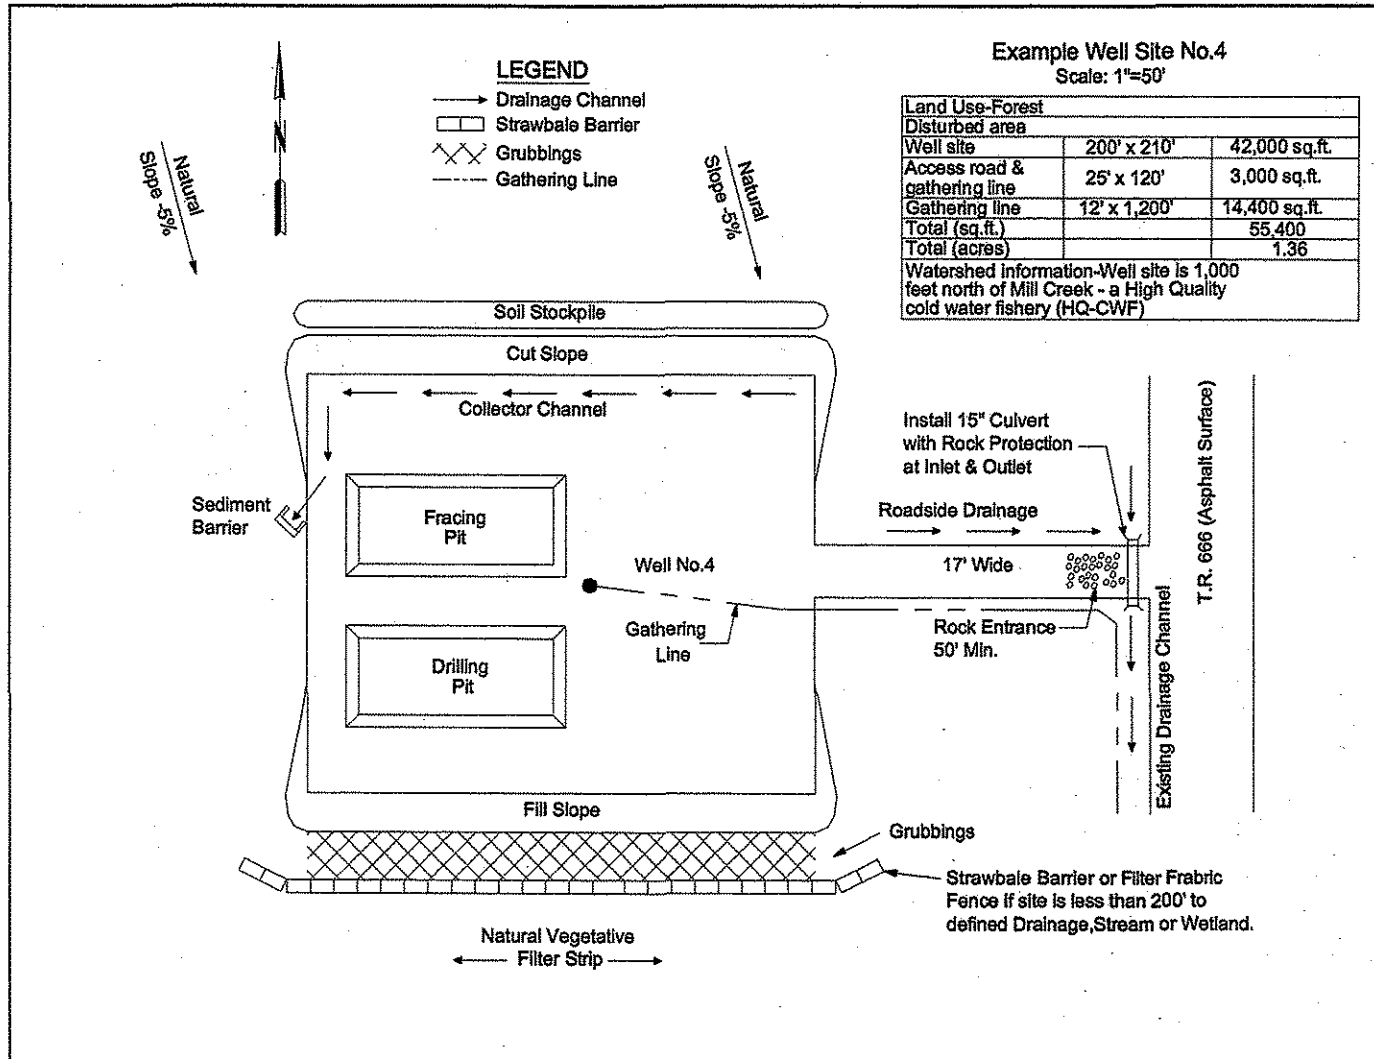 Example Well Site No.4
Scale: 1"=50'
LEGEND
Drainage Channel
Strawbale Barrier
Grubbings
Gathering Line
N
Natural
Slope -5%
Natural
Slope -5%
Land Use-Forest
Disturbed area
Well site 200' x 210' 42,000 sq.ft.
Access road &
gathering line 25' x 120' 3,000 sq.ft.
Gathering line 12' x 1,200' 14,400 sq.ft.
Total (sq.ft.) 55,400
Total (acres) 1.36
Watershed information-Well site is 1,000
feet north of Mill Creek - a High Quality
cold water fishery (HQ-CWF)
Soil Stockpile
Cut Slope
Collector Channel
Install 15" Culvert
with Rock Protection
at Inlet & Outlet
T.R. 666 (Asphalt Surface)
Sediment
Barrier
Fracing
Pit
Roadside Drainage
Well No.4
17' Wide
Gathering
Line
Rock Entrance
50' Min.
Existing Drainage Channel
Drilling
Pit
Fill Slope
Grubbings
Strawbale Barrier or Filter Frabric
Fence if site is less than 200' to
defined Drainage,Stream or Wetland.
Natural Vegetative
Filter Strip